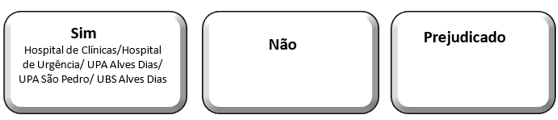 Sim
Hospital de Clínicas/Hospital
de Urgência/ UPA Alves Dias/
UPA São Pedro/ UBS Alves Dias
Não
Prejudicado